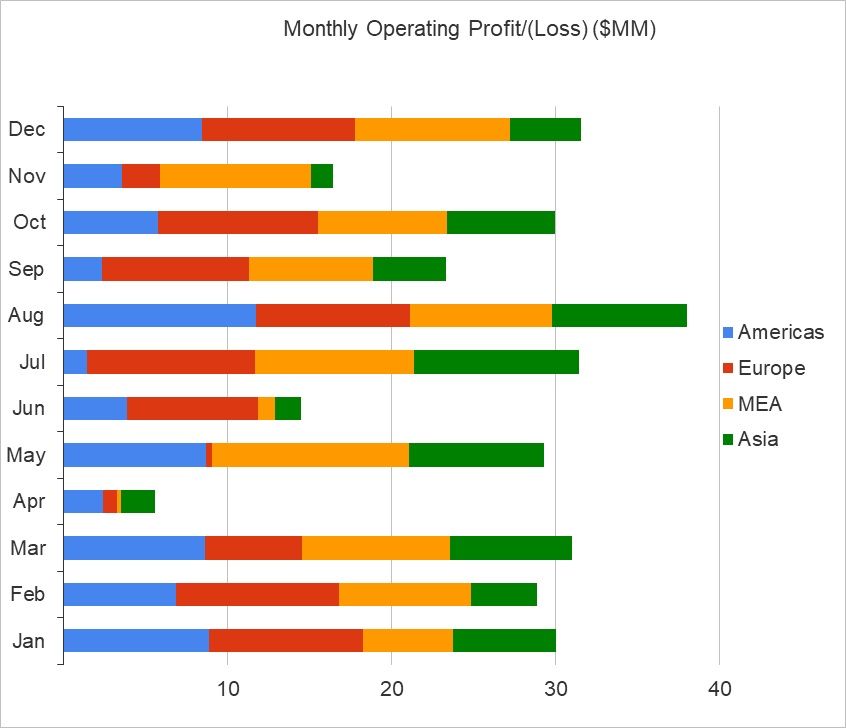 Monthly Operating Profit/(Loss) ($MM)
Dec
Nov
Oct
Sep
Aug
Jul
Jun
May
Apr
Mar
Feb
Jan
10 20 30 40
Americas
Europe
MEA
Asia